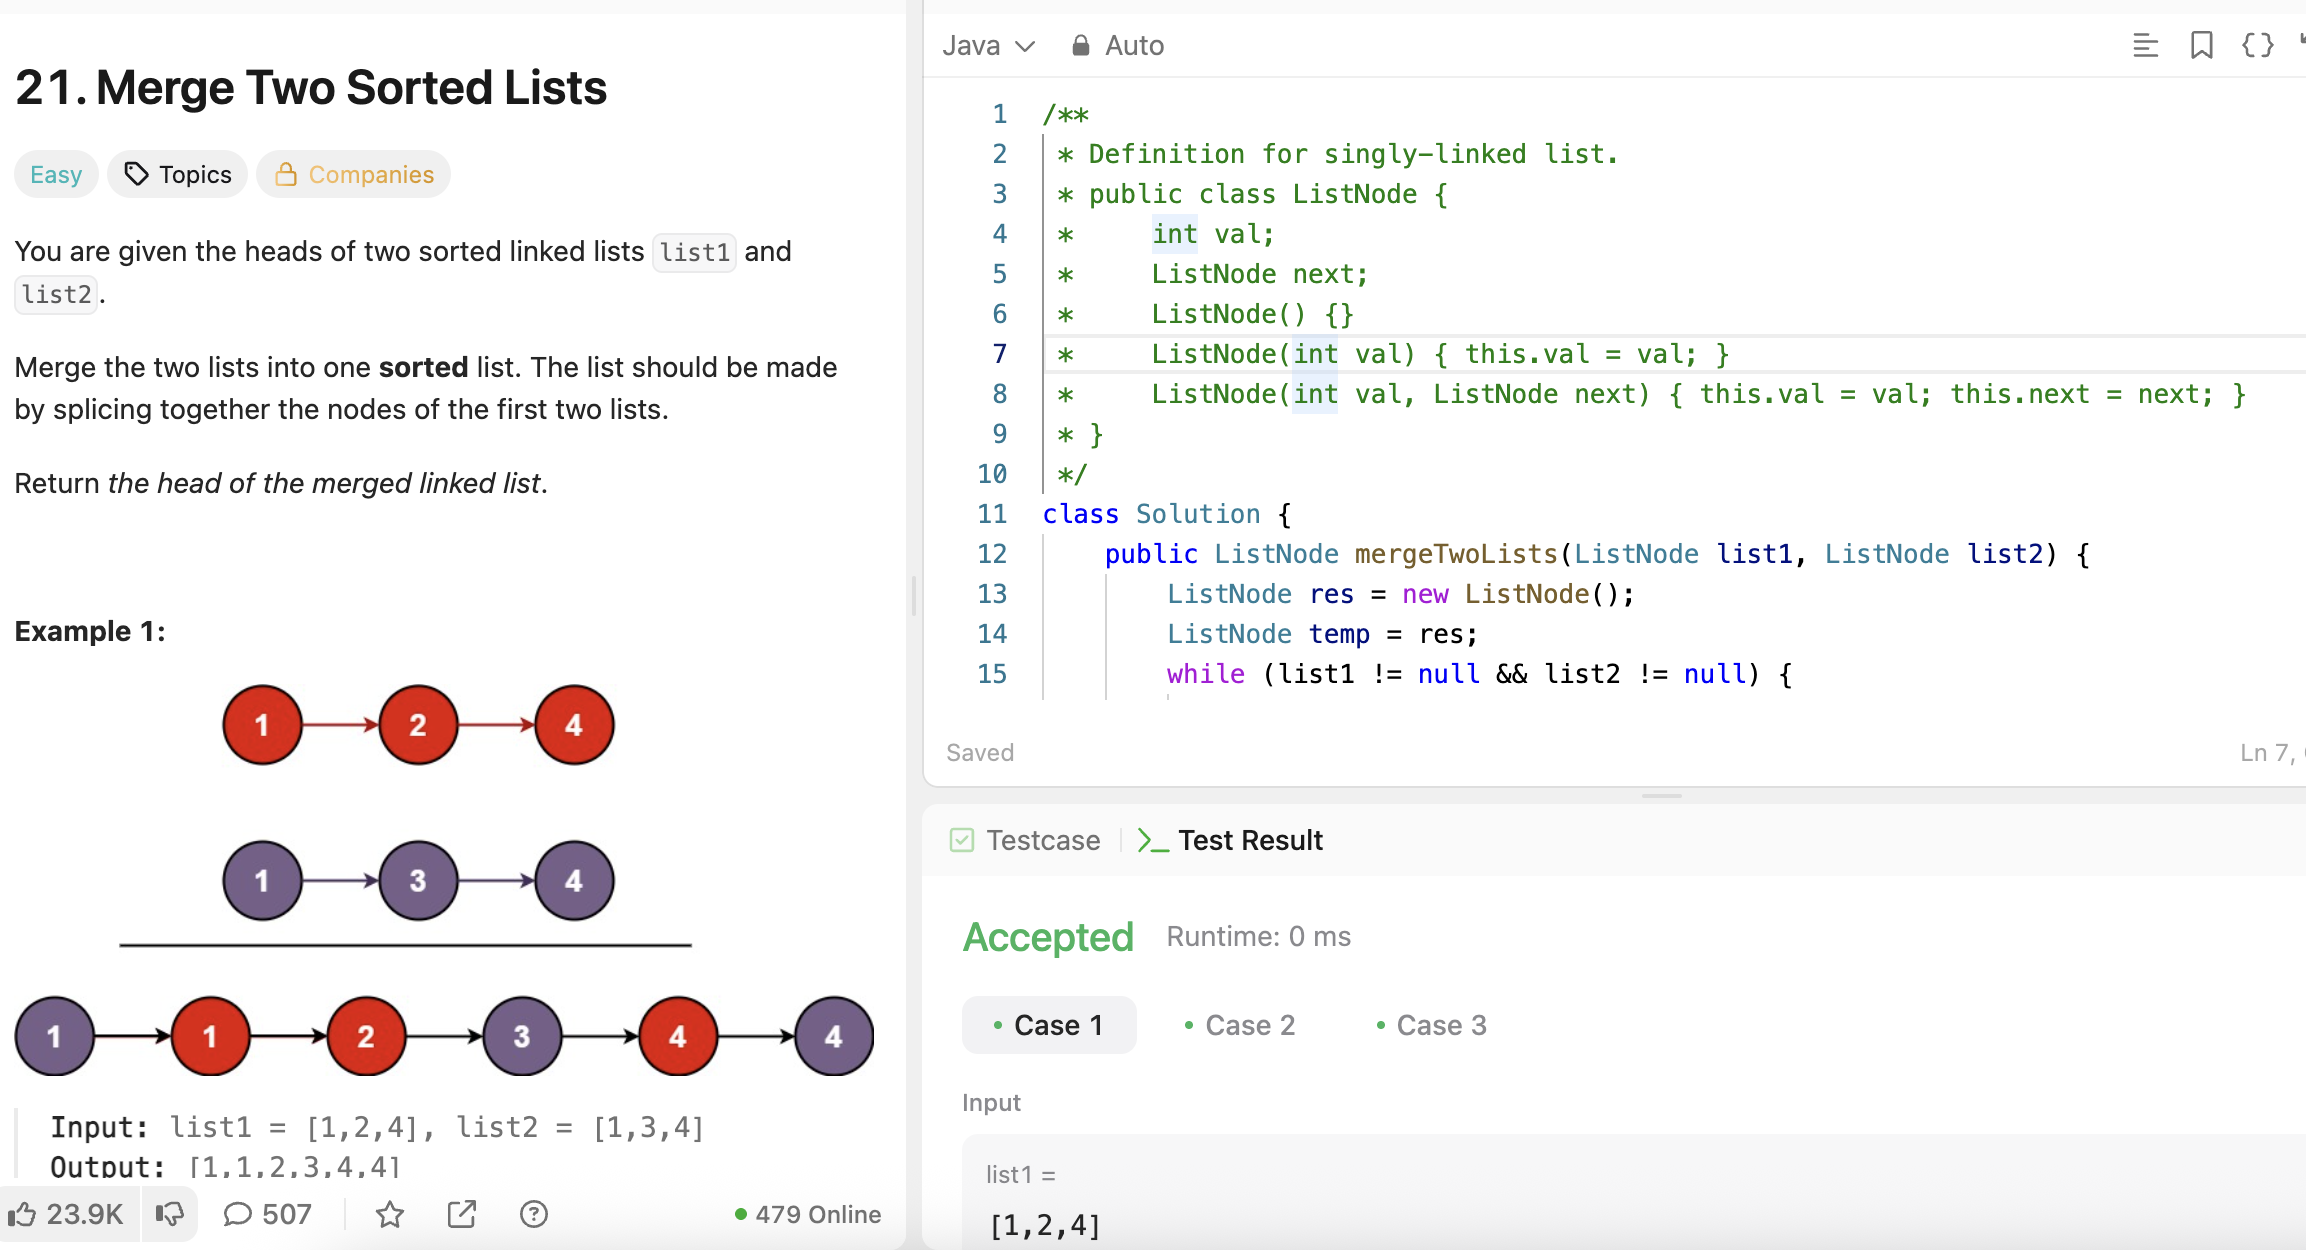 21. Merge Two Sorted Lists
Easy
Topics
Companies
You are given the heads of two sorted linked lists list1 and
list2.
Merge the two lists into one sorted list. The list should be made
by splicing together the nodes of the first two lists.
Return the head of the merged linked list.
Example 1:
1 2 4
1 3 4
1 1 2 3 4 4
Input: list1 = [1,2,4], list2 = [1,3,4]
Output: [1,1,2,3,4,4]
23.9K
507
479 Online
Java
Auto
1 /**
2  * Definition for singly-linked list.
3  * public class ListNode {
4  *     int val;
5  *     ListNode next;
6  *     ListNode() {}
7  *     ListNode(int val) { this.val = val; }
8  *     ListNode(int val, ListNode next) { this.val = val; this.next = next; }
9  * }
10  */
11 class Solution {
12     public ListNode mergeTwoLists(ListNode list1, ListNode list2) {
13         ListNode res = new ListNode();
14         ListNode temp = res;
15         while (list1 != null && list2 != null) {
Saved
Ln 7,
Testcase
>_ Test Result
Accepted Runtime: 0 ms
• Case 1 • Case 2 • Case 3
Input
list1 =
[1,2,4]